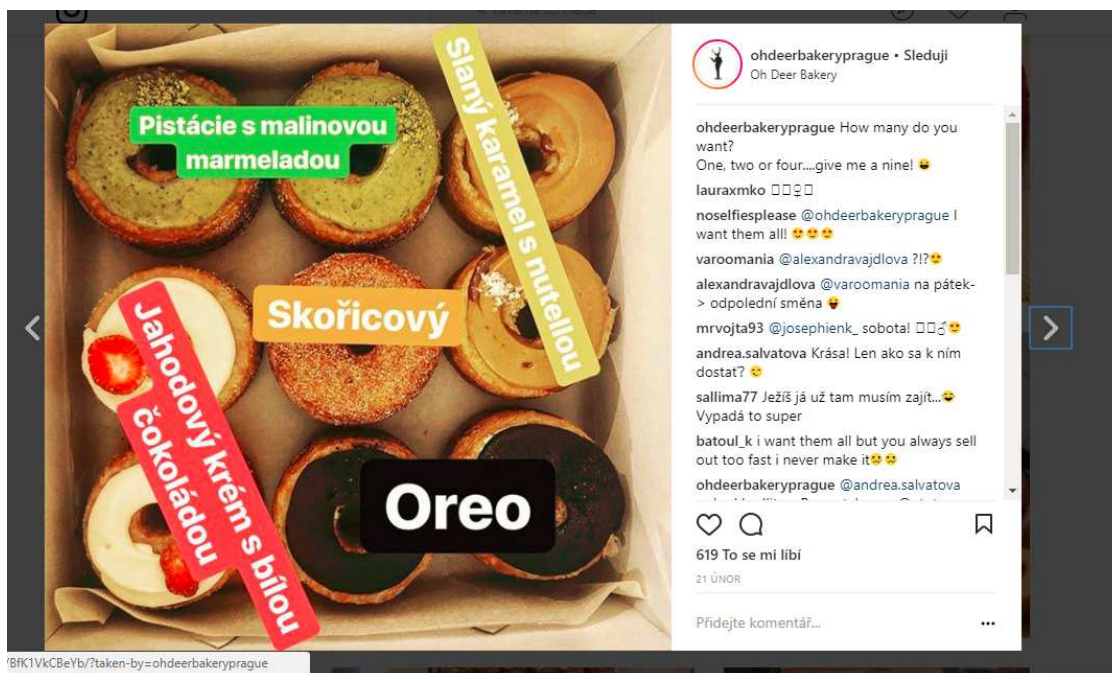 Pistácie s malinovou
marmeladou
Slaný karamel s nutellou
Skořicový
Jahodový krém s bílou
čokoládou
Oreo
ohdeerbakeryprague • Sleduji
Oh Deer Bakery
ohdeerbakeryprague How many do you
want?
One, two or four....give me a nine! 😄
lauraxmko □□♀□
noselfiesplease @ohdeerbakeryprague I
want them all! 😍😍😍
varoomania @alexandravajdlova ?!?😍
alexandravajdlova @varoomania na pátek-
> odpolední směna 😄
mrvojta93 @josephienk_ sobota! □□♂😍
andrea.salvatova Krása! Len ako sa k ním
dostať? 😏
sallima77 Ježíš já už tam musím zajít...😄
Vypadá to super
batoul_k i want them all but you always sell
out too fast i never make it😢😢
ohdeerbakeryprague @andrea.salvatova
619 To se mi líbí
21 ÚNOR
Přidejte komentář...
/BfK1VkCBeYb/?taken-by=ohdeerbakeryprague